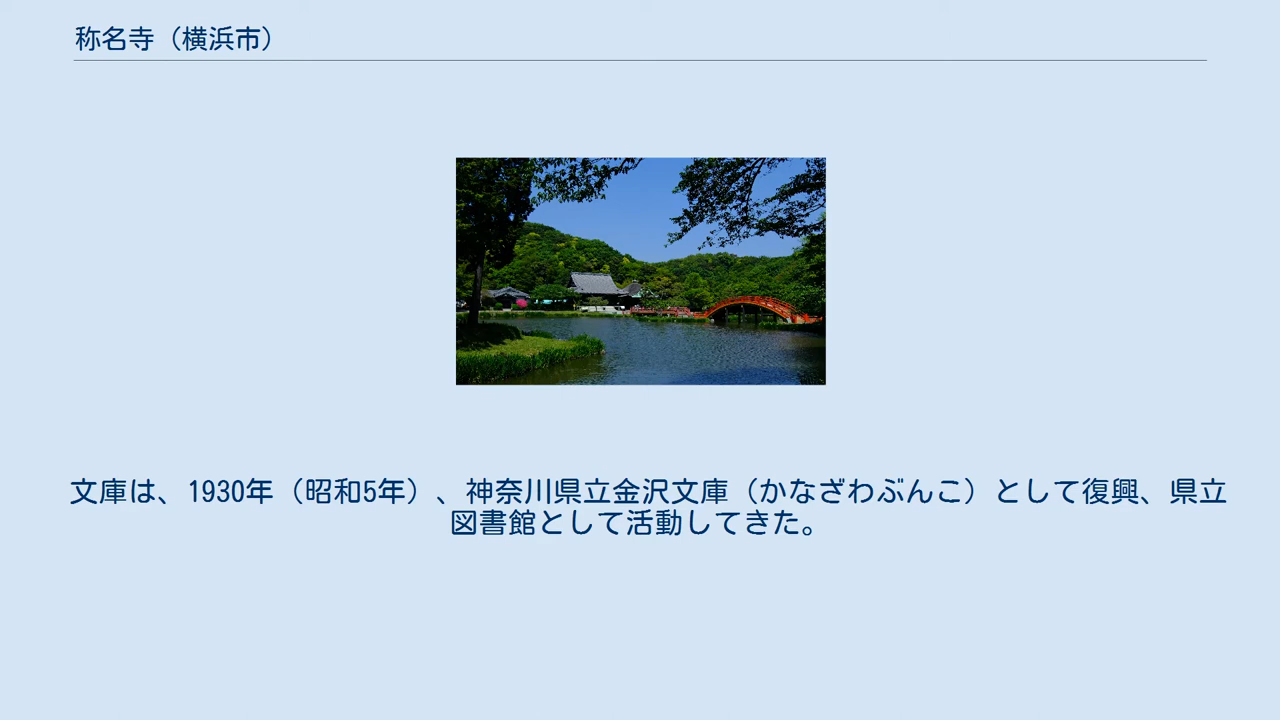 称名寺（横浜市）
文庫は、1930年（昭和5年）、神奈川県立金沢文庫（かなざわぶんこ）として復興、県立
図書館として活動してきた。